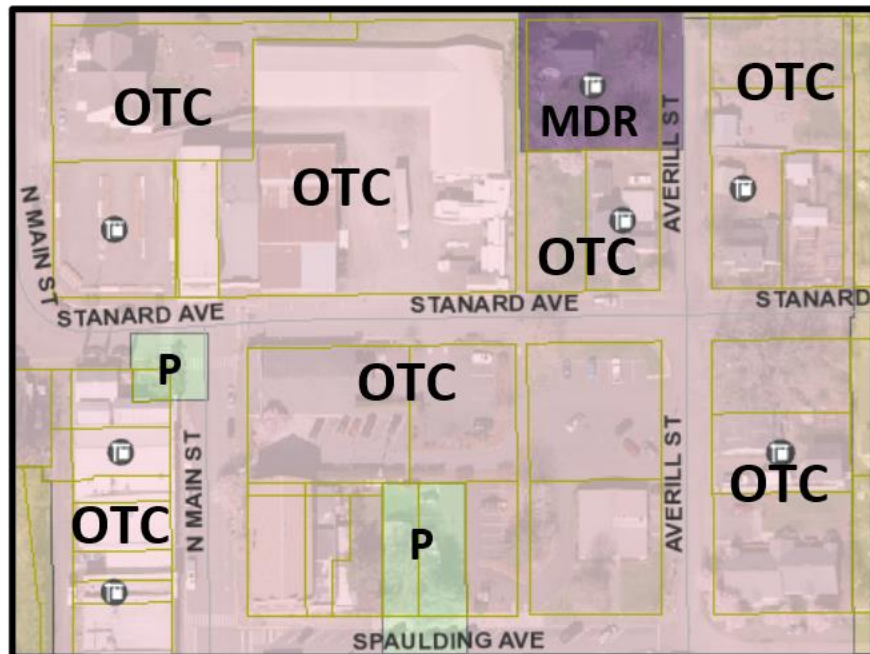 OTC
OTC
MDR
OTC
AVERILL ST
N MAIN ST
OTC
STANARD AVE
STANARD AVE
STANARD
P
OTC
OTC
N MAIN ST
P
AVERILL ST
OTC
SPAULDING AVE